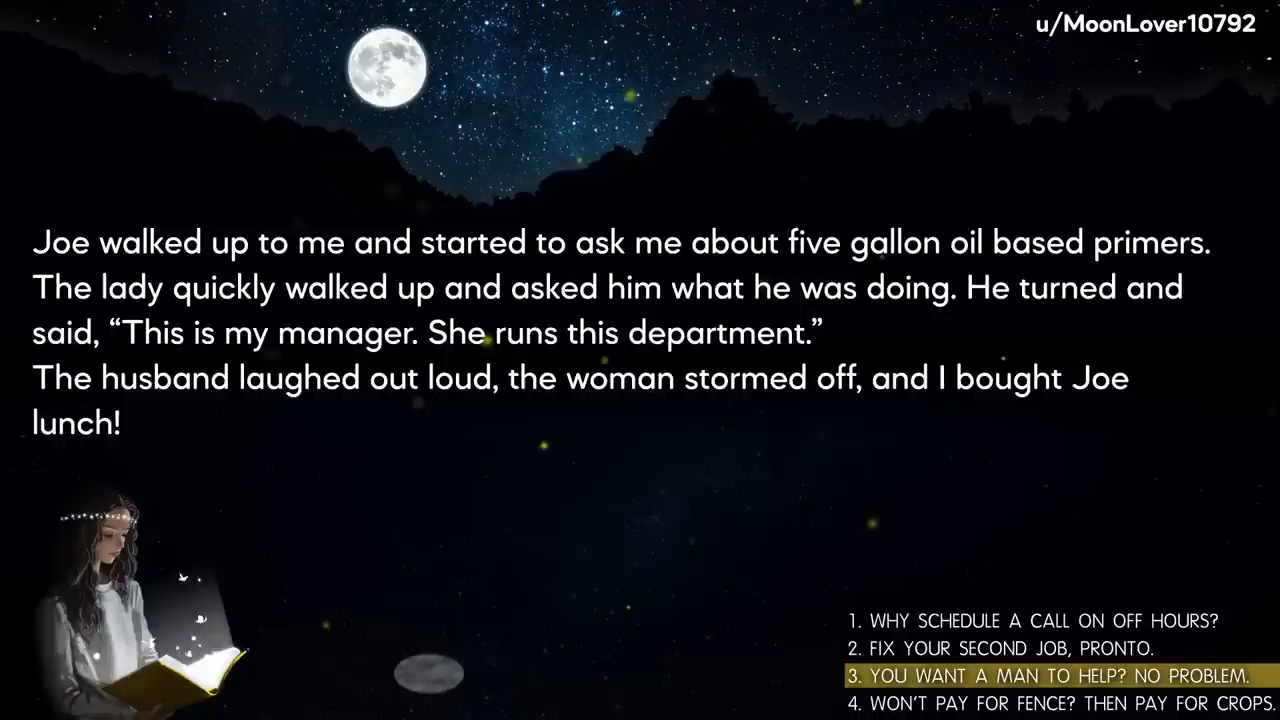 u/MoonLover10792
Joe walked up to me and started to ask me about five gallon oil based primers.
The lady quickly walked up and asked him what he was doing. He turned and
said, “This is my manager. She runs this department.”
The husband laughed out loud, the woman stormed off, and I bought Joe
lunch!
1. WHY SCHEDULE A CALL ON OFF HOURS?
2. FIX YOUR SECOND JOB, PRONTO.
3. YOU WANT A MAN TO HELP? NO PROBLEM.
4. WON'T PAY FOR FENCE? THEN PAY FOR CROPS.